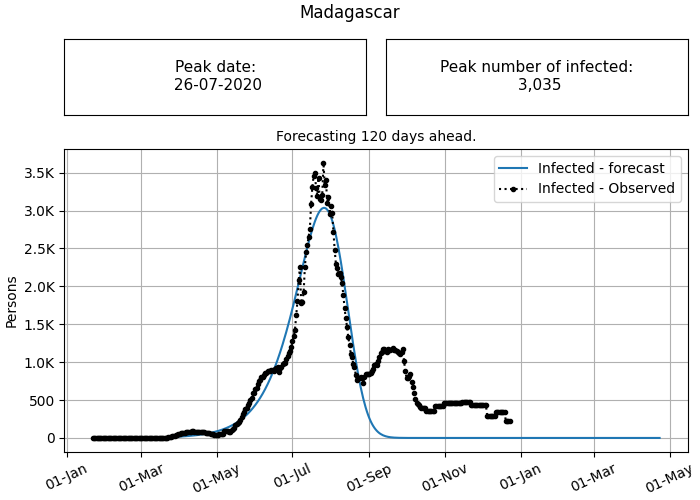 Madagascar
Peak date:
26-07-2020
Peak number of infected:
3,035
Forecasting 120 days ahead.
Infected - forecast
Infected - Observed
Persons
3.5K
3.0K
2.5K
2.0K
1.5K
1.0K
500
0
01-Jan
01-Mar
01-May
01-Jul
01-Sep
01-Nov
01-Jan
01-Mar
01-May